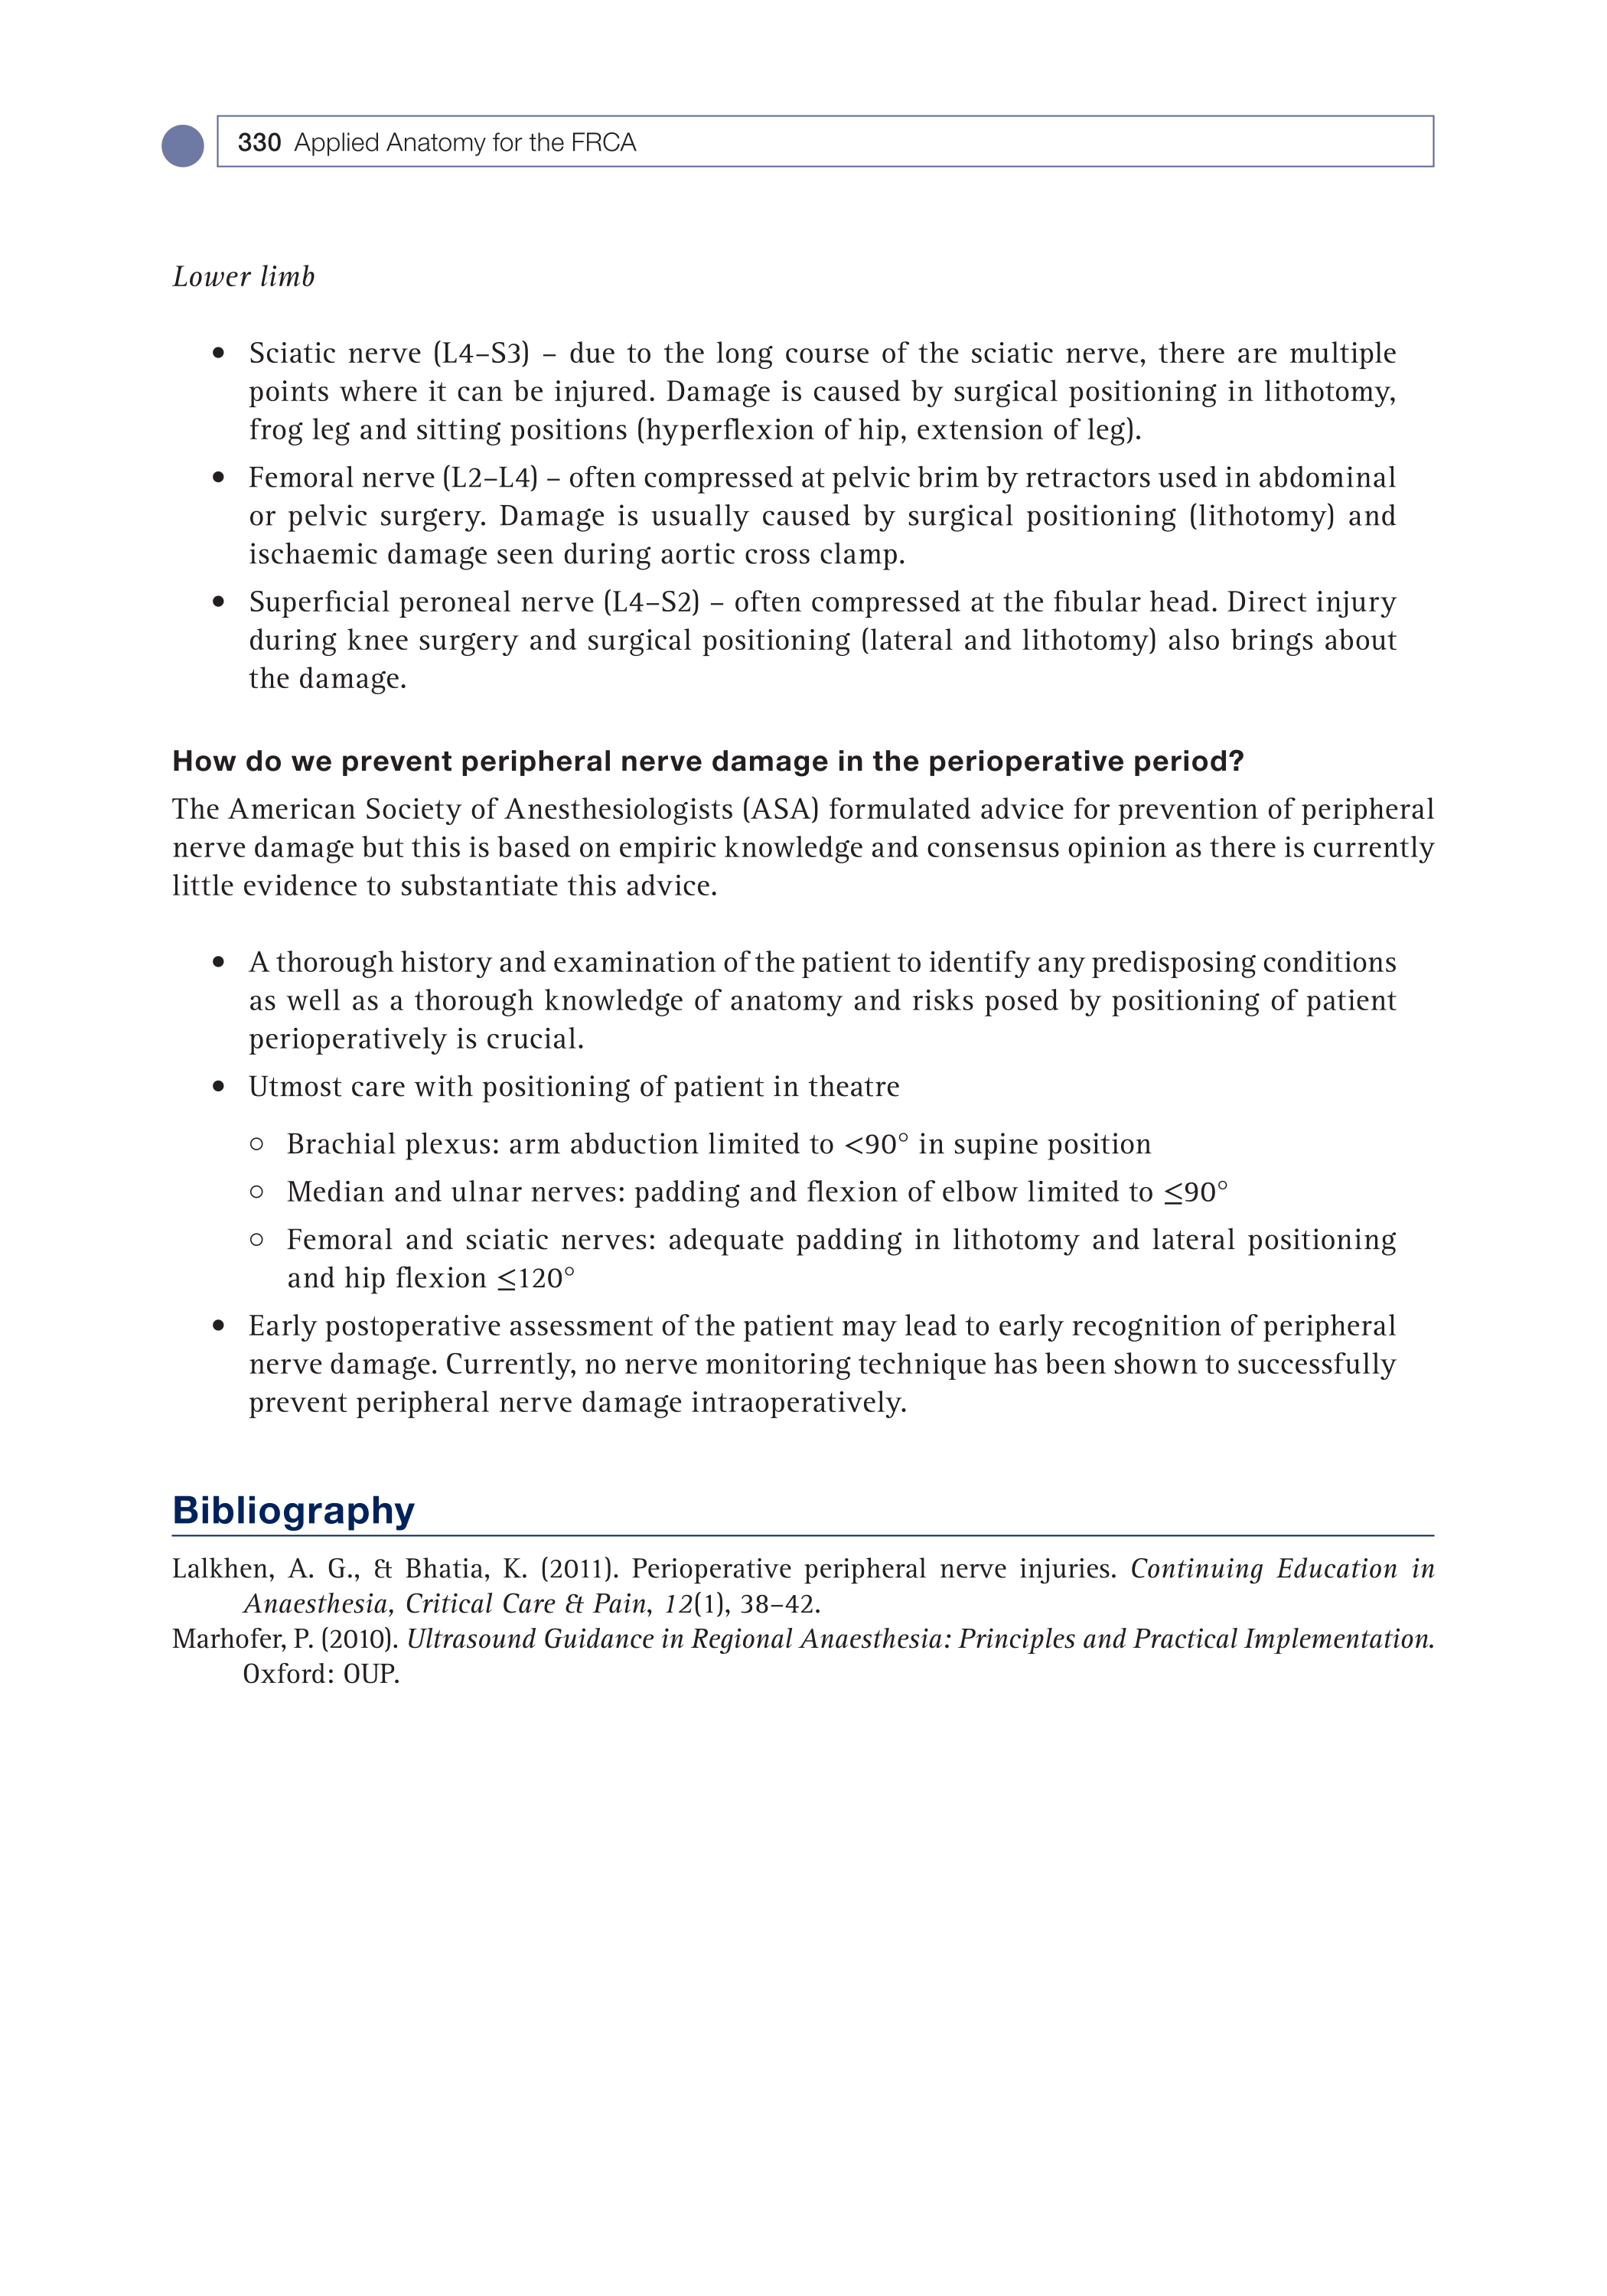 330 Applied Anatomy for the FRCA
Lower limb
• Sciatic nerve (L4–S3) – due to the long course of the sciatic nerve, there are multiple
points where it can be injured. Damage is caused by surgical positioning in lithotomy,
frog leg and sitting positions (hyperflexion of hip, extension of leg).
• Femoral nerve (L2–L4) – often compressed at pelvic brim by retractors used in abdominal
or pelvic surgery. Damage is usually caused by surgical positioning (lithotomy) and
ischaemic damage seen during aortic cross clamp.
• Superficial peroneal nerve (L4–S2) – often compressed at the fibular head. Direct injury
during knee surgery and surgical positioning (lateral and lithotomy) also brings about
the damage.
How do we prevent peripheral nerve damage in the perioperative period?
The American Society of Anesthesiologists (ASA) formulated advice for prevention of peripheral
nerve damage but this is based on empiric knowledge and consensus opinion as there is currently
little evidence to substantiate this advice.
• A thorough history and examination of the patient to identify any predisposing conditions
as well as a thorough knowledge of anatomy and risks posed by positioning of patient
perioperatively is crucial.
• Utmost care with positioning of patient in theatre
○ Brachial plexus: arm abduction limited to <90° in supine position
○ Median and ulnar nerves: padding and flexion of elbow limited to ≤90°
○ Femoral and sciatic nerves: adequate padding in lithotomy and lateral positioning
and hip flexion ≤120°
• Early postoperative assessment of the patient may lead to early recognition of peripheral
nerve damage. Currently, no nerve monitoring technique has been shown to successfully
prevent peripheral nerve damage intraoperatively.
Bibliography
Lalkhen, A. G., & Bhatia, K. (2011). Perioperative peripheral nerve injuries. Continuing Education in
Anaesthesia, Critical Care & Pain, 12(1), 38–42.
Marhofer, P. (2010). Ultrasound Guidance in Regional Anaesthesia: Principles and Practical Implementation.
Oxford: OUP.